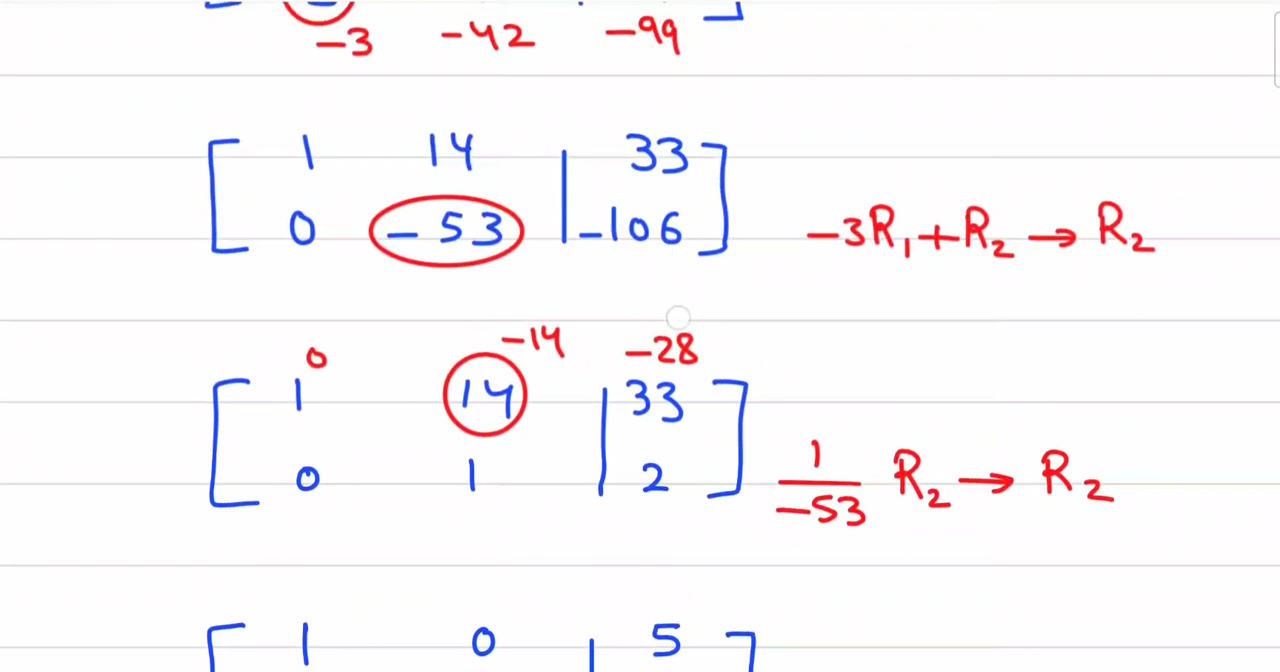 -3 -42 -99
1 14 | 33
0 -53 | -106 -3R₁+R₂ → R₂
0 -14 -28
1 14 | 33
0 1 | 2 1/-53 R₂ → R₂
1 0 | 5